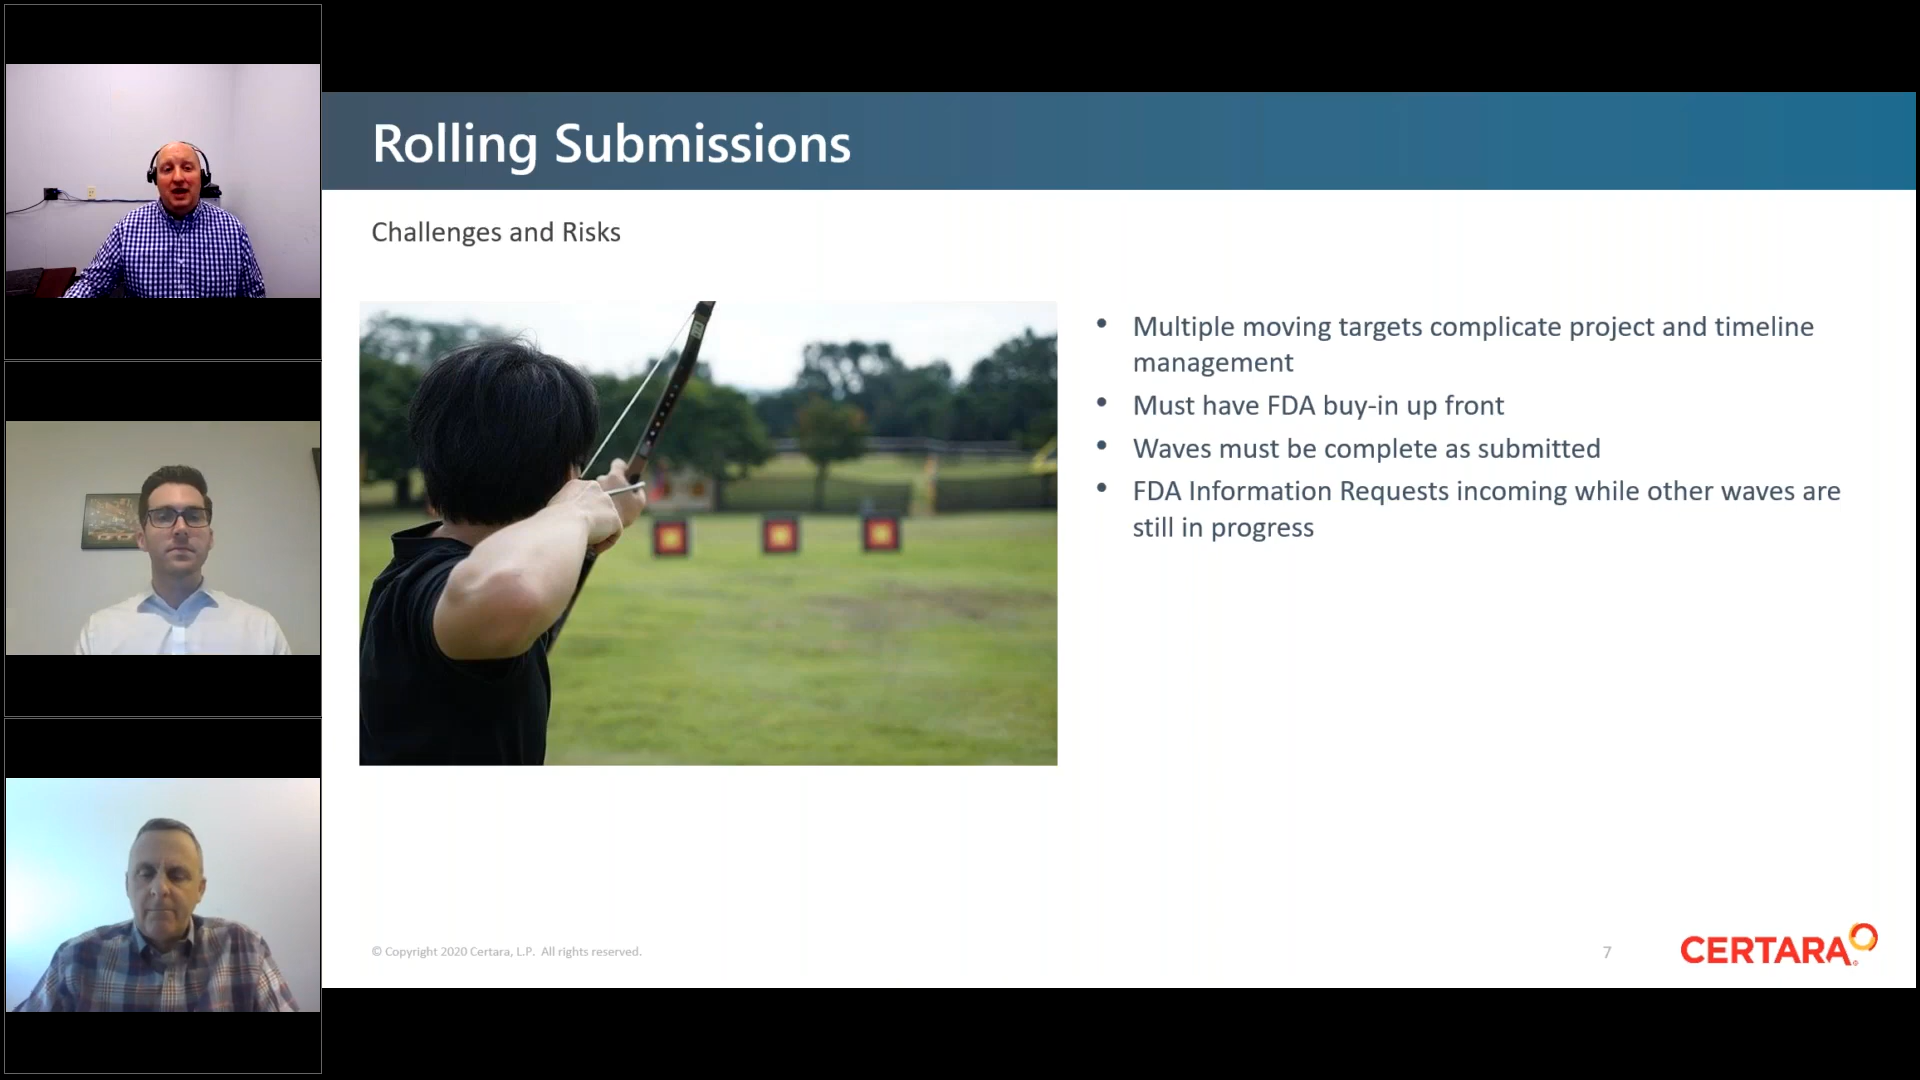 Rolling Submissions
Challenges and Risks
• Multiple moving targets complicate project and timeline
management
• Must have FDA buy-in up front
• Waves must be complete as submitted
• FDA Information Requests incoming while other waves are
still in progress
© Copyright 2020 Certara, L.P. All rights reserved.
7
CERTARA